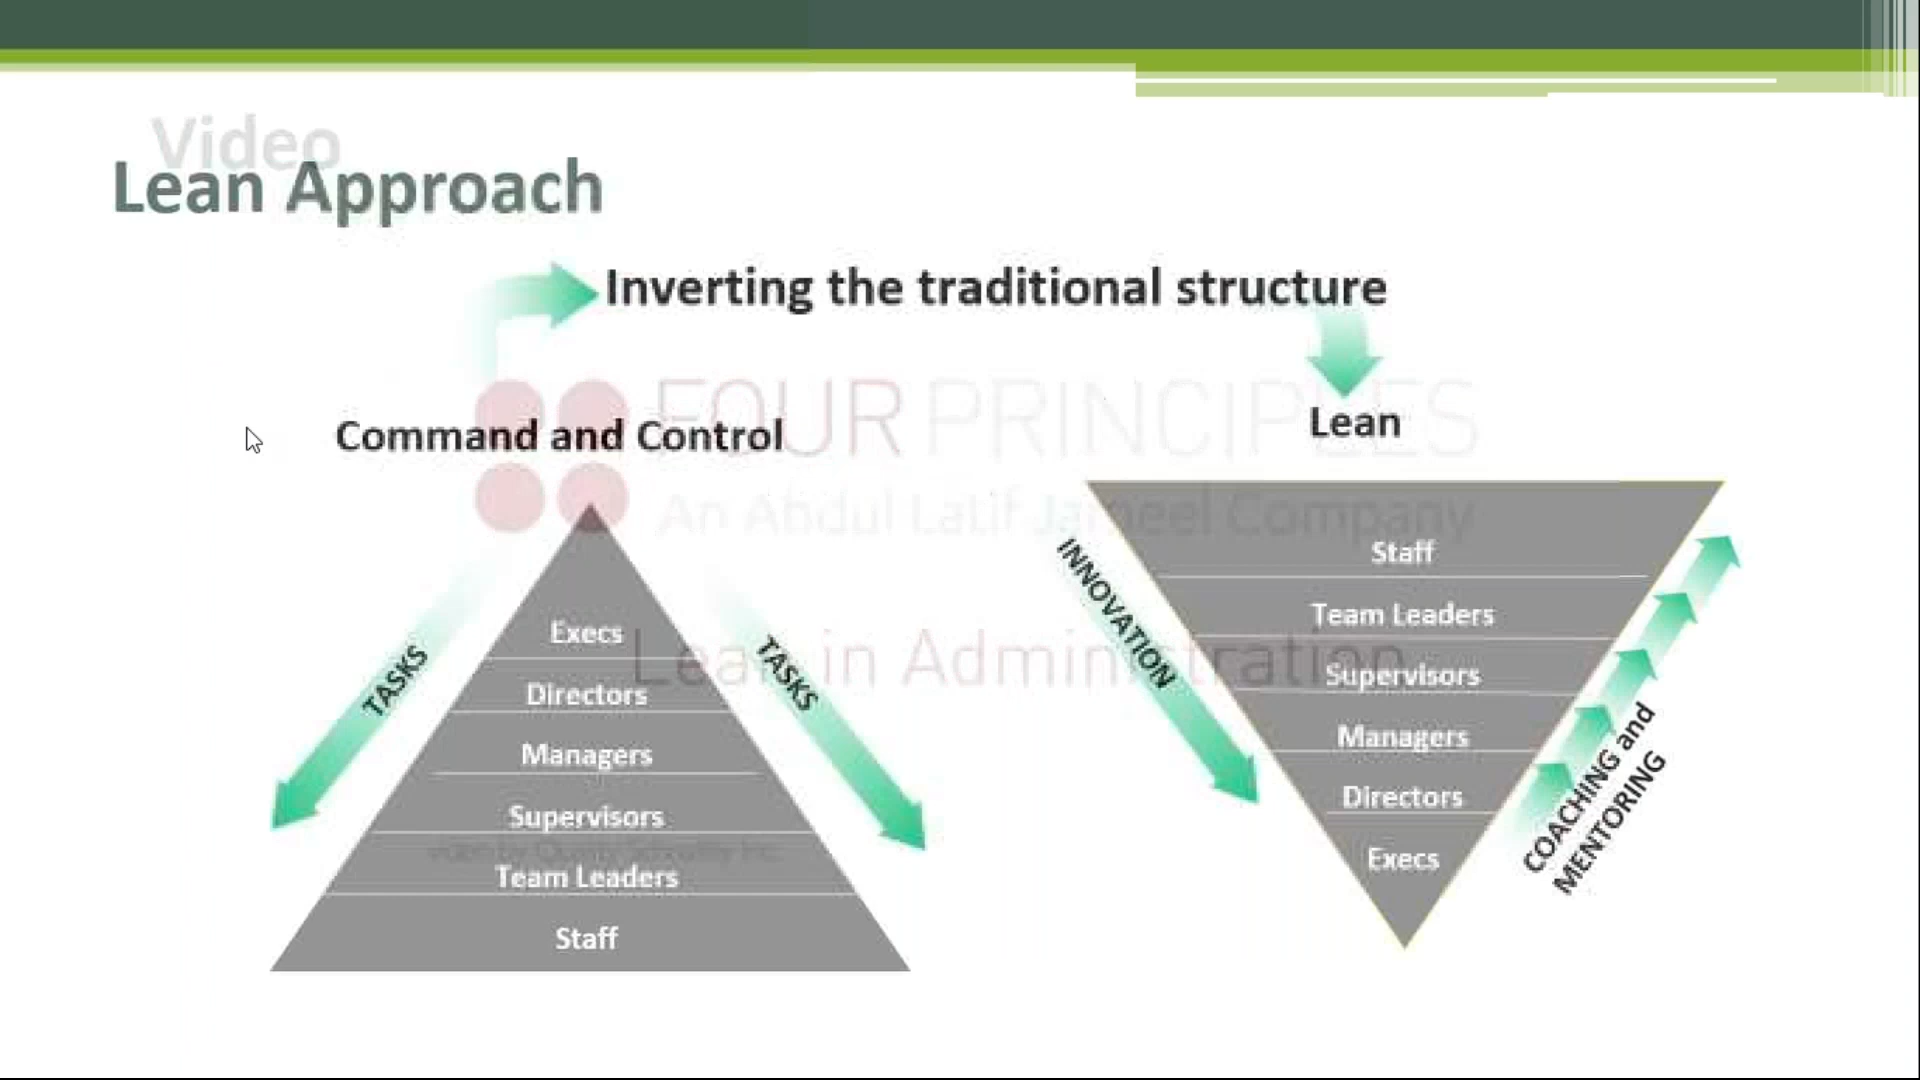 Video
Lean Approach
Inverting the traditional structure
FOUR PRINCIPLES
An Abdul Latif Jameel Company
Lean in Administration
Command and Control
TASKS
TASKS
Execs
Directors
Managers
Supervisors
Team Leaders
Staff
Lean
INNOVATION
Staff
Team Leaders
Supervisors
Managers
Directors
Execs
COACHING and
MENTORING